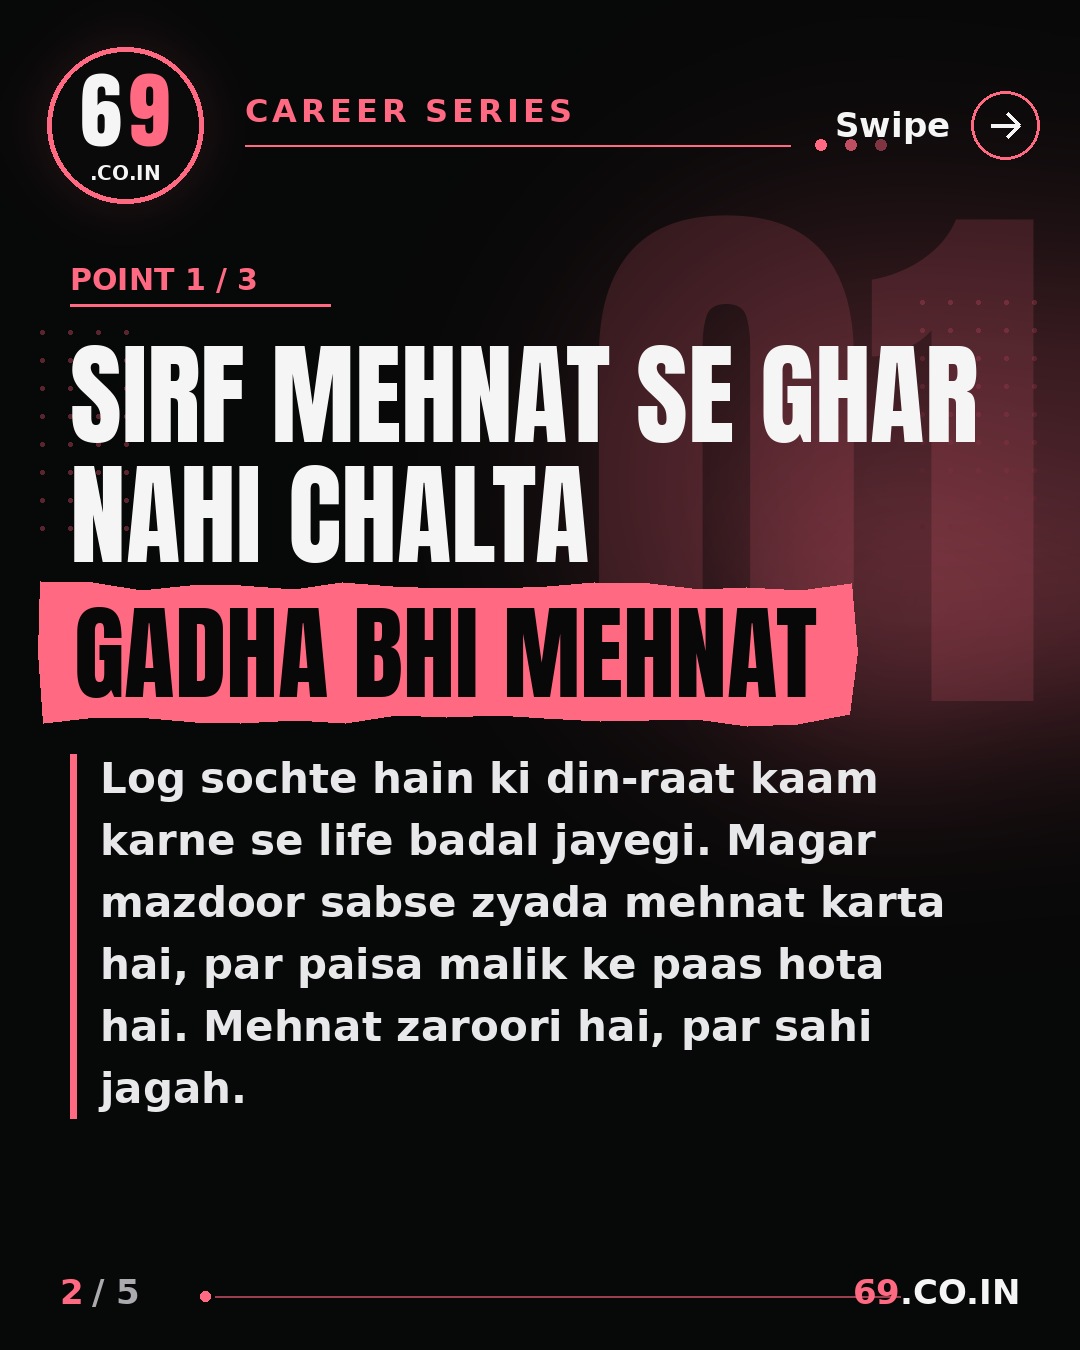 69
.CO.IN
CAREER SERIES
Swipe
01
POINT 1 / 3
SIRF MEHNAT SE GHAR
NAHI CHALTA
GADHA BHI MEHNAT
Log sochte hain ki din-raat kaam
karne se life badal jayegi. Magar
mazdoor sabse zyada mehnat karta
hai, par paisa malik ke paas hota
hai. Mehnat zaroori hai, par sahi
jagah.
2 / 5
69.CO.IN